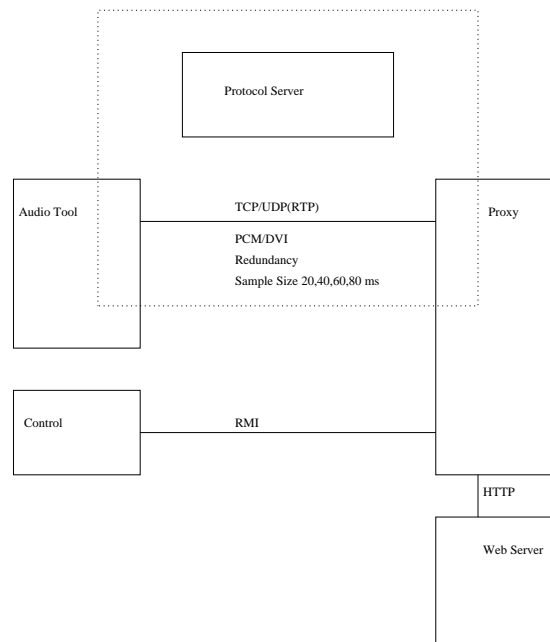 Protocol Server
Audio Tool
TCP/UDP(RTP)
Proxy
PCM/DVI
Redundancy
Sample Size 20,40,60,80 ms
Control
RMI
HTTP
Web Server